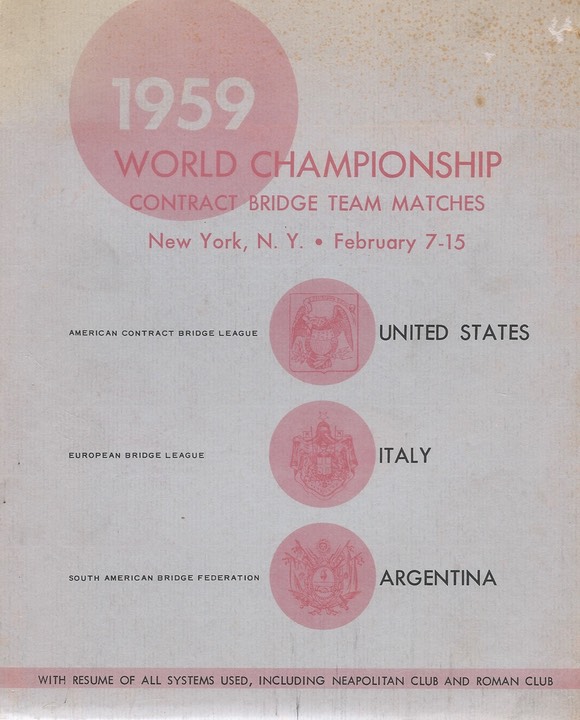 1959
WORLD CHAMPIONSHIP
CONTRACT BRIDGE TEAM MATCHES
New York, N. Y. • February 7-15
AMERICAN CONTRACT BRIDGE LEAGUE
UNITED STATES
EUROPEAN BRIDGE LEAGUE
ITALY
SOUTH AMERICAN BRIDGE FEDERATION
ARGENTINA
WITH RESUME OF ALL SYSTEMS USED, INCLUDING NEAPOLITAN CLUB AND ROMAN CLUB